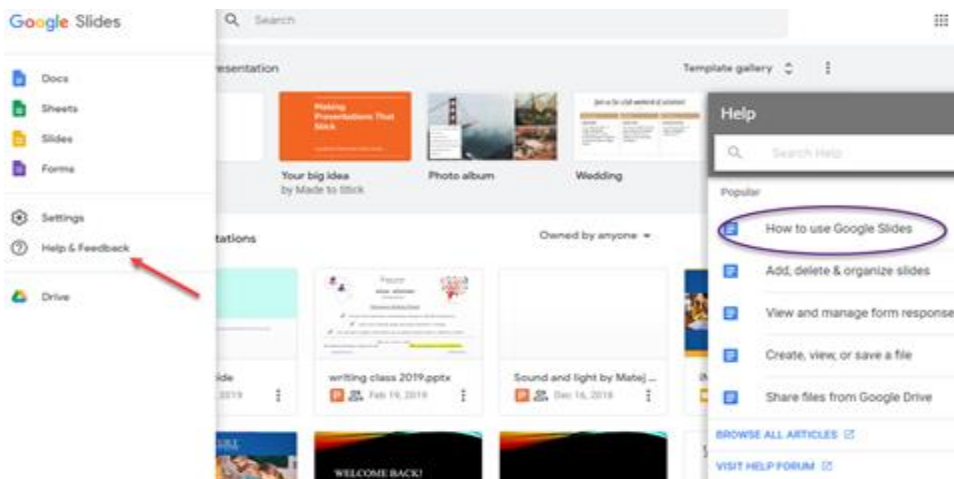 Google Slides
Docs
Sheets
Slides
Forms
Settings
Help & Feedback
Drive
Search
resentation
Template gallery
Making
Presentations That
Stick
Your big idea
by Made to Stick
Photo album
Wedding
tations
Owned by anyone
ide
2019
writing class 2019.pptx
Feb 19, 2019
Sound and light by Matej ...
Dec 16, 2018
WELCOME BACK!
Help
Search Help
Popular
How to use Google Slides
Add, delete & organize slides
View and manage form response
Create, view, or save a file
Share files from Google Drive
BROWSE ALL ARTICLES
VISIT HELP FORUM